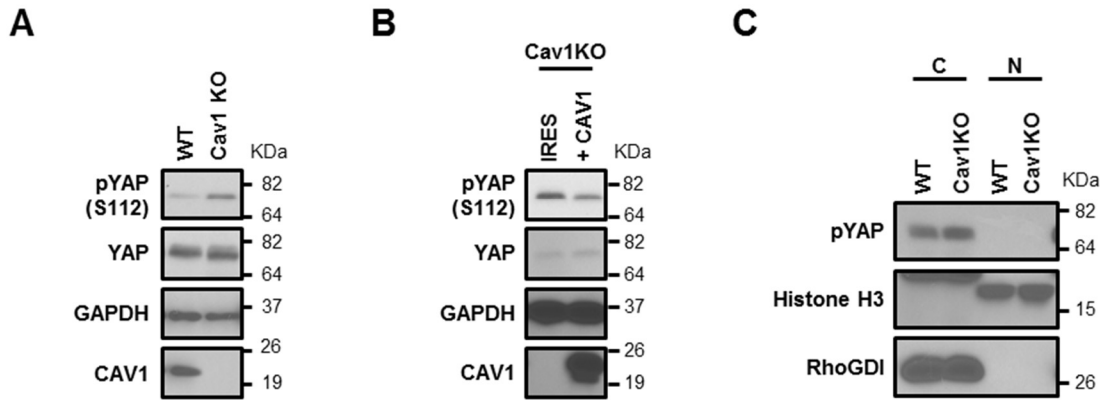 A
WT
Cav1 KO
KDa
pYAP
(S112)
82
64
YAP
82
64
GAPDH
37
CAV1
26
19
B
Cav1KO
IRES
+ CAV1
KDa
pYAP
(S112)
82
64
YAP
82
64
GAPDH
37
CAV1
26
19
C
C
N
WT
Cav1KO
WT
Cav1KO
KDa
pYAP
82
64
Histone H3
15
RhoGDI
26